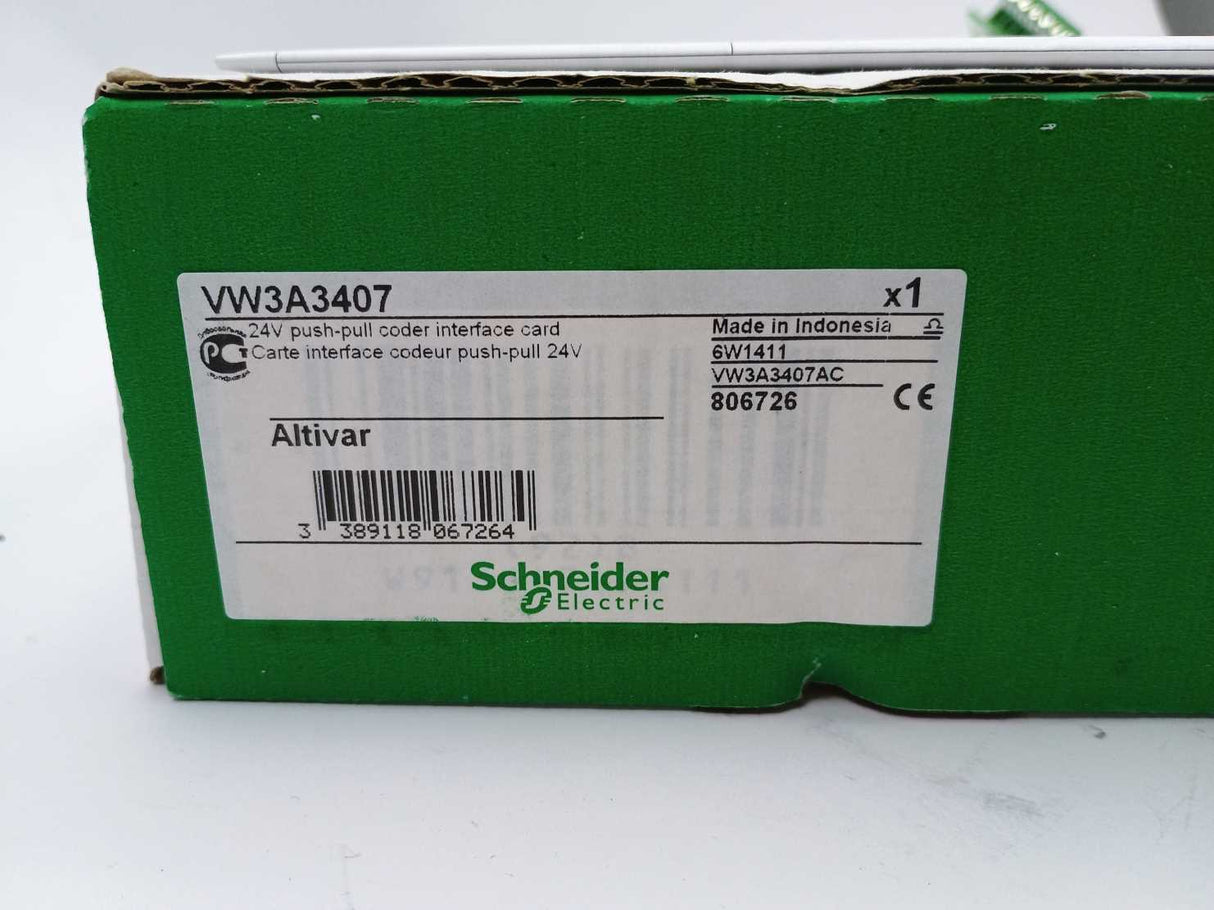 VW3A3407 x1
24V push-pull coder interface card
Carte interface codeur push-pull 24V
Made in Indonesia
6W1411
VW3A3407AC
806726 CE
Altivar
3 389118 067264
Schneider
Electric